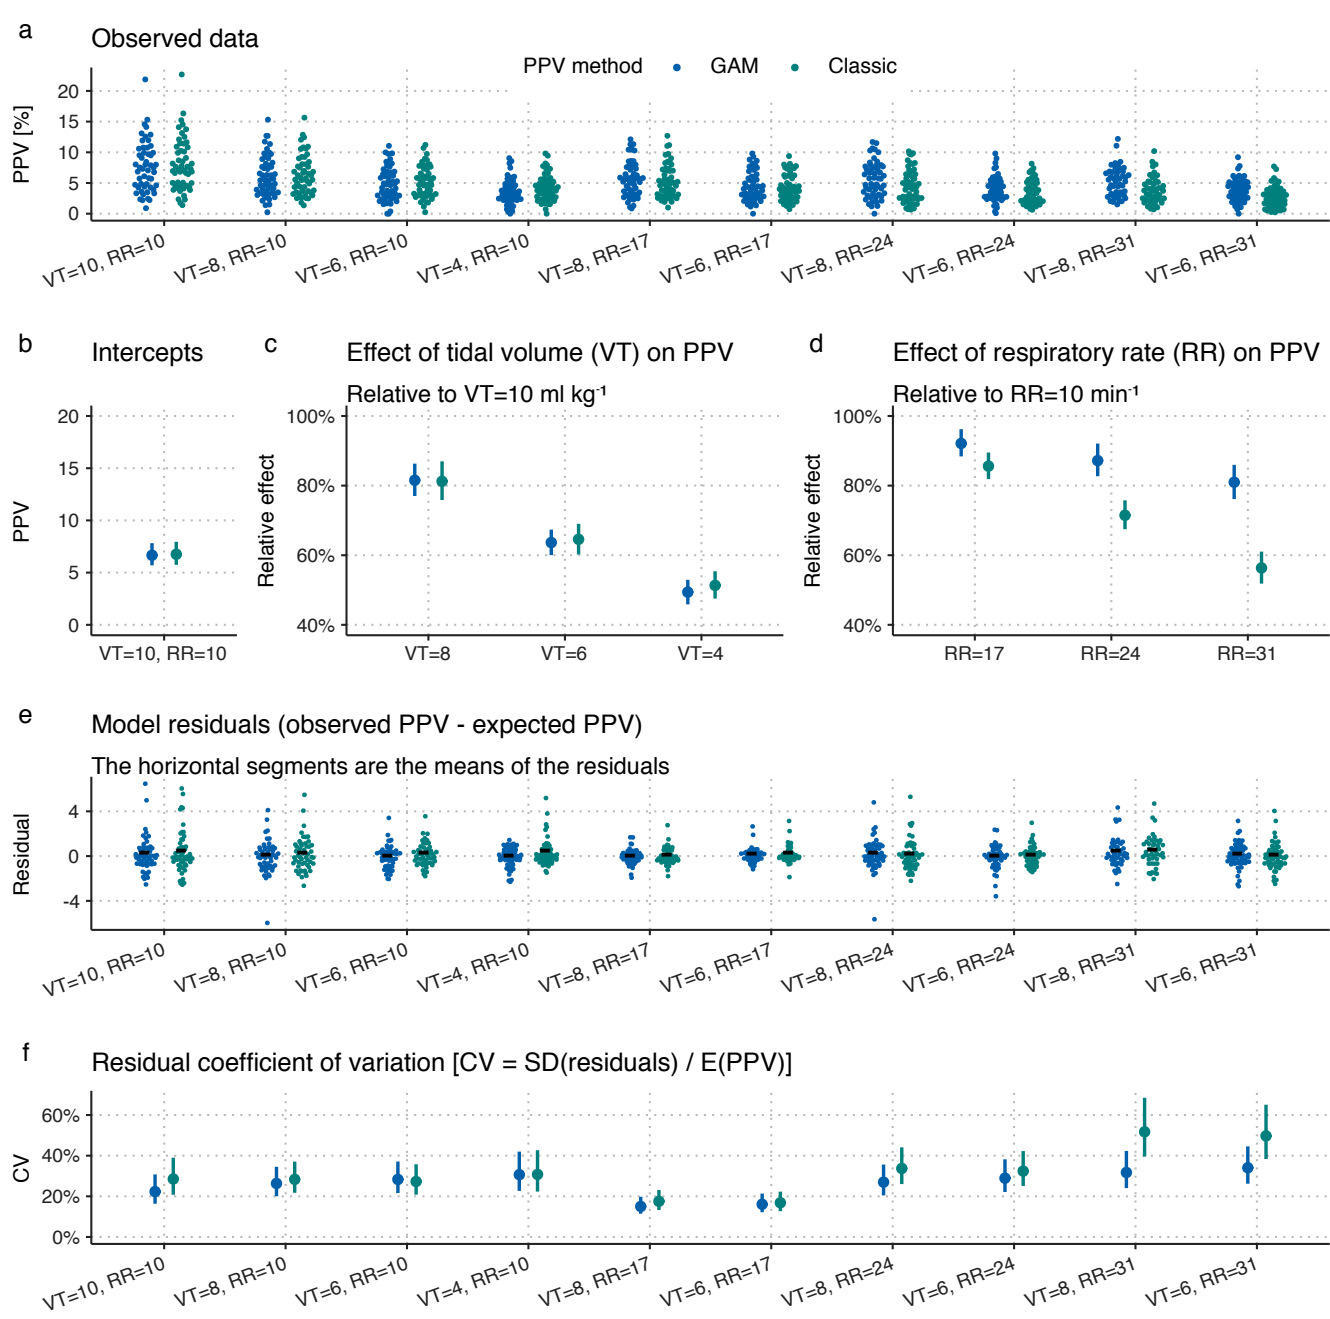 a
Observed data
PPV method GAM Classic
PPV [%]
20
15
10
5
0
VT=10, RR=10
VT=8, RR=10
VT=6, RR=10
VT=4, RR=10
VT=8, RR=17
VT=6, RR=17
VT=8, RR=24
VT=6, RR=24
VT=8, RR=31
VT=6, RR=31
b
Intercepts
PPV
20
15
10
5
0
VT=10, RR=10
c
Effect of tidal volume (VT) on PPV
Relative to VT=10 ml kg⁻¹
Relative effect
100%
80%
60%
40%
VT=8
VT=6
VT=4
d
Effect of respiratory rate (RR) on PPV
Relative to RR=10 min⁻¹
Relative effect
100%
80%
60%
40%
RR=17
RR=24
RR=31
e
Model residuals (observed PPV - expected PPV)
The horizontal segments are the means of the residuals
Residual
4
0
-4
VT=10, RR=10
VT=8, RR=10
VT=6, RR=10
VT=4, RR=10
VT=8, RR=17
VT=6, RR=17
VT=8, RR=24
VT=6, RR=24
VT=8, RR=31
VT=6, RR=31
f
Residual coefficient of variation [CV = SD(residuals) / E(PPV)]
CV
60%
40%
20%
0%
VT=10, RR=10
VT=8, RR=10
VT=6, RR=10
VT=4, RR=10
VT=8, RR=17
VT=6, RR=17
VT=8, RR=24
VT=6, RR=24
VT=8, RR=31
VT=6, RR=31